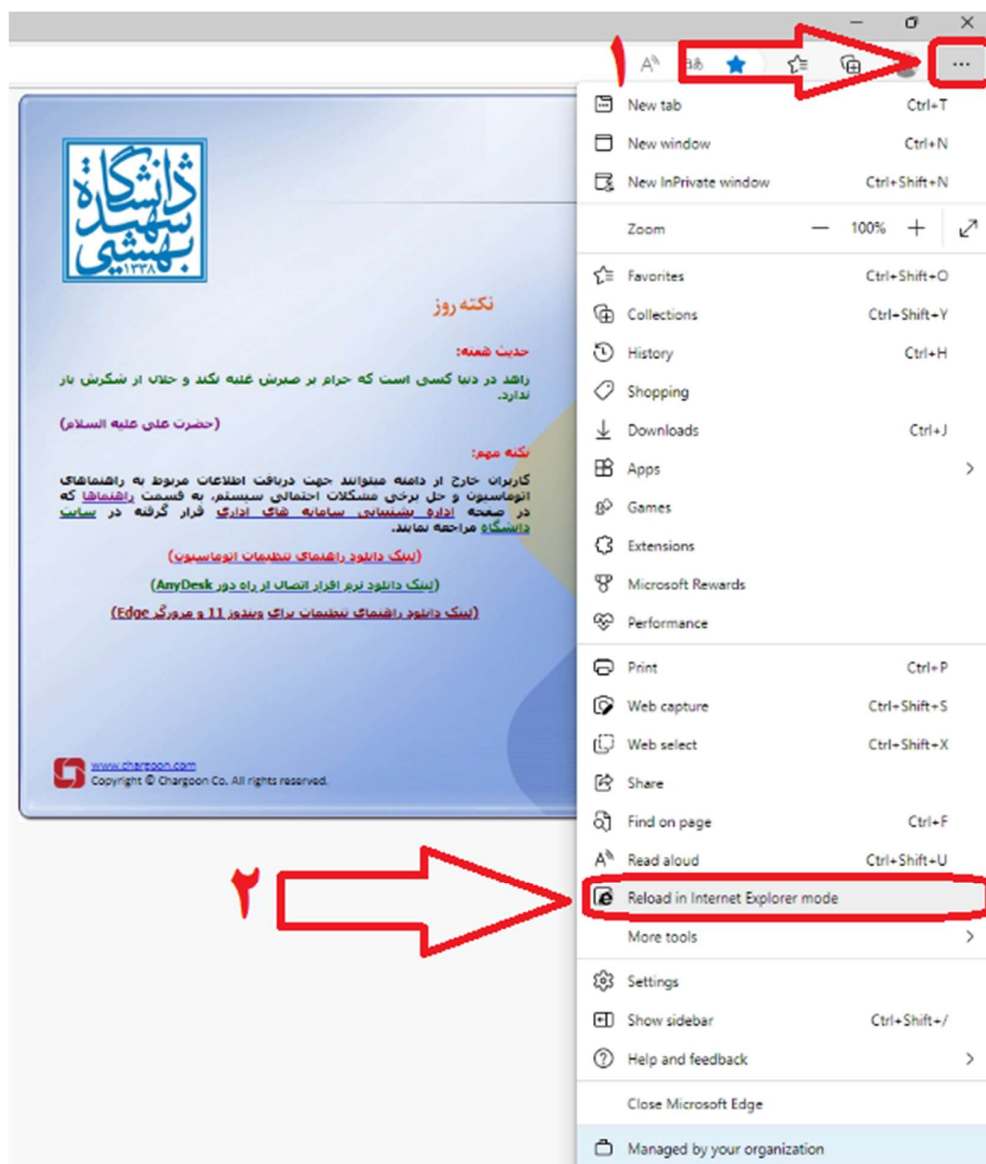 ۱
aあ
...
New tab Ctrl+T
New window Ctrl+N
New InPrivate window Ctrl+Shift+N
Zoom — 100% +
Favorites Ctrl+Shift+O
Collections Ctrl+Shift+Y
History Ctrl+H
Shopping
Downloads Ctrl+J
Apps
Games
Extensions
Microsoft Rewards
Performance
Print Ctrl+P
Web capture Ctrl+Shift+S
Web select Ctrl+Shift+X
Share
Find on page Ctrl+F
Read aloud Ctrl+Shift+U
Reload in Internet Explorer mode
More tools
Settings
Show sidebar Ctrl+Shift+/
Help and feedback
Close Microsoft Edge
Managed by your organization
دانشگاه
شهید
بهشتی
۱۳۳۸
نکته روز
حدیث هفته:
زاهد در دنیا کسی است که حرام بر صبرش غلبه نکند و حلال از شکرش باز
ندارد.
(حضرت علی علیه السلام)
نکته مهم:
کاربران خارج از دامنه میتوانند جهت دریافت اطلاعات مربوط به راهنماهای
اتوماسیون و حل برخی مشکلات احتمالی سیستم، به قسمت راهنماها که
در صفحه اداره پشتیبانی سامانه های اداری قرار گرفته در سایت
دانشگاه مراجعه نمایند.
(لینک دانلود راهنمای تنظیمات اتوماسیون)
(لینک دانلود نرم افزار اتصال از راه دور AnyDesk)
(لینک دانلود راهنمای تنظیمات برای ویندوز 11 و مرورگر Edge)
www.chargoon.com
Copyright © Chargoon Co. All rights reserved.
۲